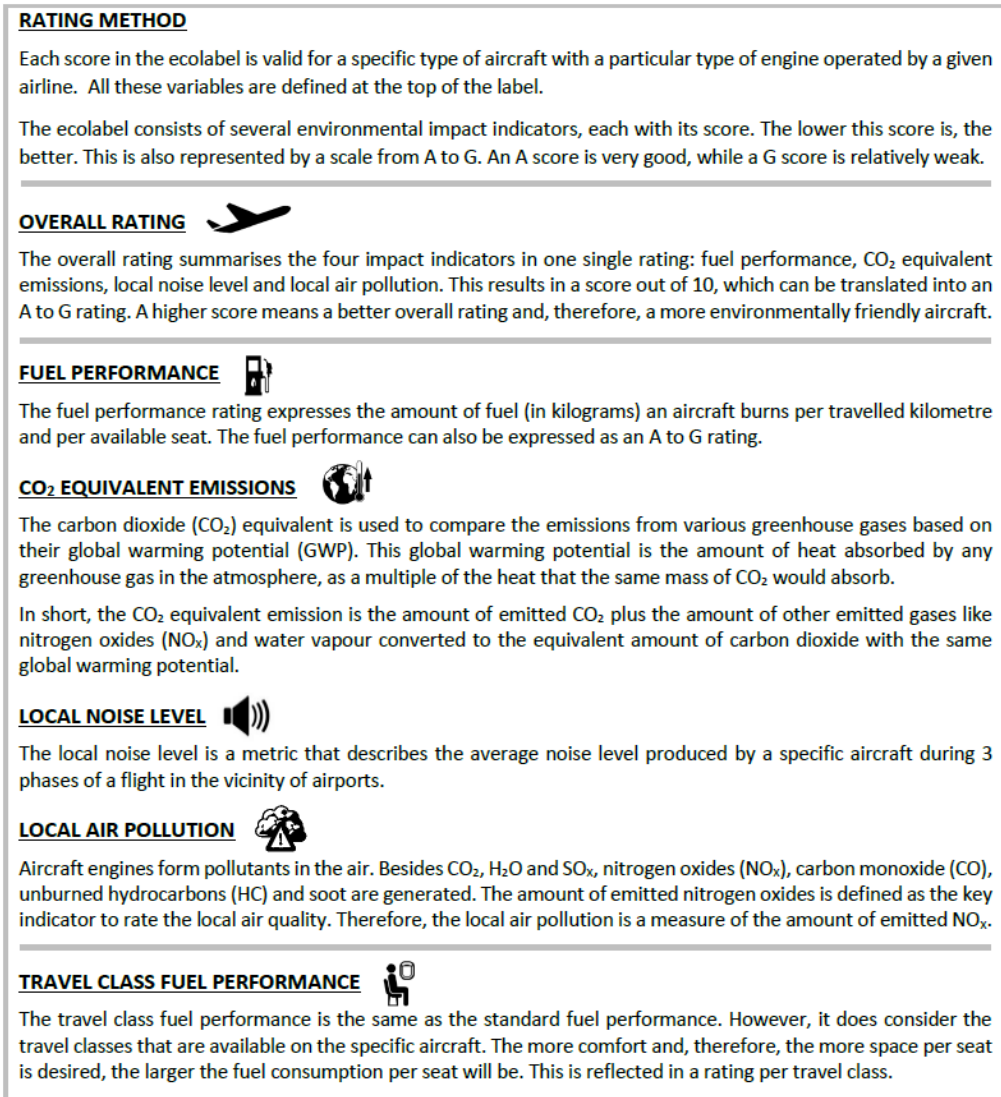 RATING METHOD
Each score in the ecolabel is valid for a specific type of aircraft with a particular type of engine operated by a given
airline. All these variables are defined at the top of the label.
The ecolabel consists of several environmental impact indicators, each with its score. The lower this score is, the
better. This is also represented by a scale from A to G. An A score is very good, while a G score is relatively weak.
OVERALL RATING
The overall rating summarises the four impact indicators in one single rating: fuel performance, CO₂ equivalent
emissions, local noise level and local air pollution. This results in a score out of 10, which can be translated into an
A to G rating. A higher score means a better overall rating and, therefore, a more environmentally friendly aircraft.
FUEL PERFORMANCE
The fuel performance rating expresses the amount of fuel (in kilograms) an aircraft burns per travelled kilometre
and per available seat. The fuel performance can also be expressed as an A to G rating.
CO₂ EQUIVALENT EMISSIONS
The carbon dioxide (CO₂) equivalent is used to compare the emissions from various greenhouse gases based on
their global warming potential (GWP). This global warming potential is the amount of heat absorbed by any
greenhouse gas in the atmosphere, as a multiple of the heat that the same mass of CO₂ would absorb.
In short, the CO₂ equivalent emission is the amount of emitted CO₂ plus the amount of other emitted gases like
nitrogen oxides (NOₓ) and water vapour converted to the equivalent amount of carbon dioxide with the same
global warming potential.
LOCAL NOISE LEVEL
The local noise level is a metric that describes the average noise level produced by a specific aircraft during 3
phases of a flight in the vicinity of airports.
LOCAL AIR POLLUTION
Aircraft engines form pollutants in the air. Besides CO₂, H₂O and SOₓ, nitrogen oxides (NOₓ), carbon monoxide (CO),
unburned hydrocarbons (HC) and soot are generated. The amount of emitted nitrogen oxides is defined as the key
indicator to rate the local air quality. Therefore, the local air pollution is a measure of the amount of emitted NOₓ.
TRAVEL CLASS FUEL PERFORMANCE
The travel class fuel performance is the same as the standard fuel performance. However, it does consider the
travel classes that are available on the specific aircraft. The more comfort and, therefore, the more space per seat
is desired, the larger the fuel consumption per seat will be. This is reflected in a rating per travel class.